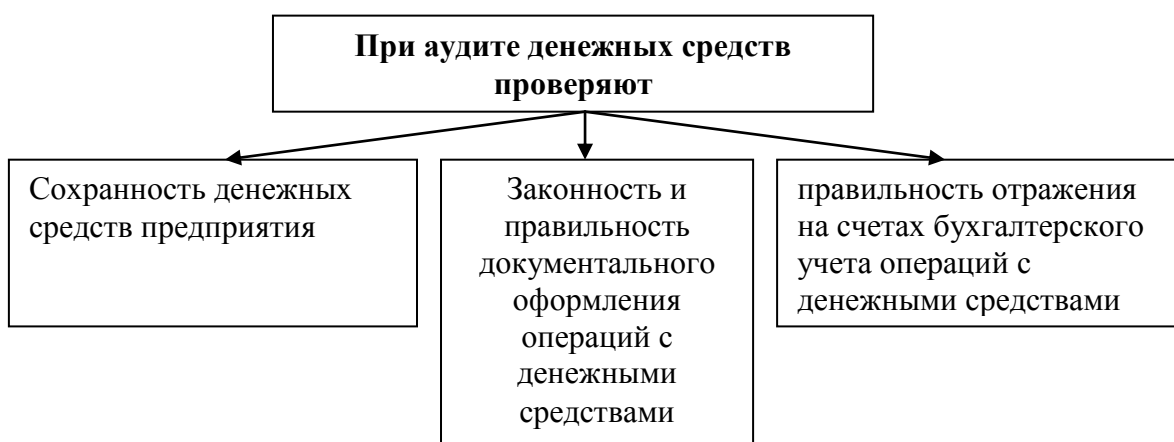 При аудите денежных средств
проверяют
Сохранность денежных
средств предприятия
Законность и
правильность
документального
оформления
операций с
денежными
средствами
правильность отражения
на счетах бухгалтерского
учета операций с
денежными средствами